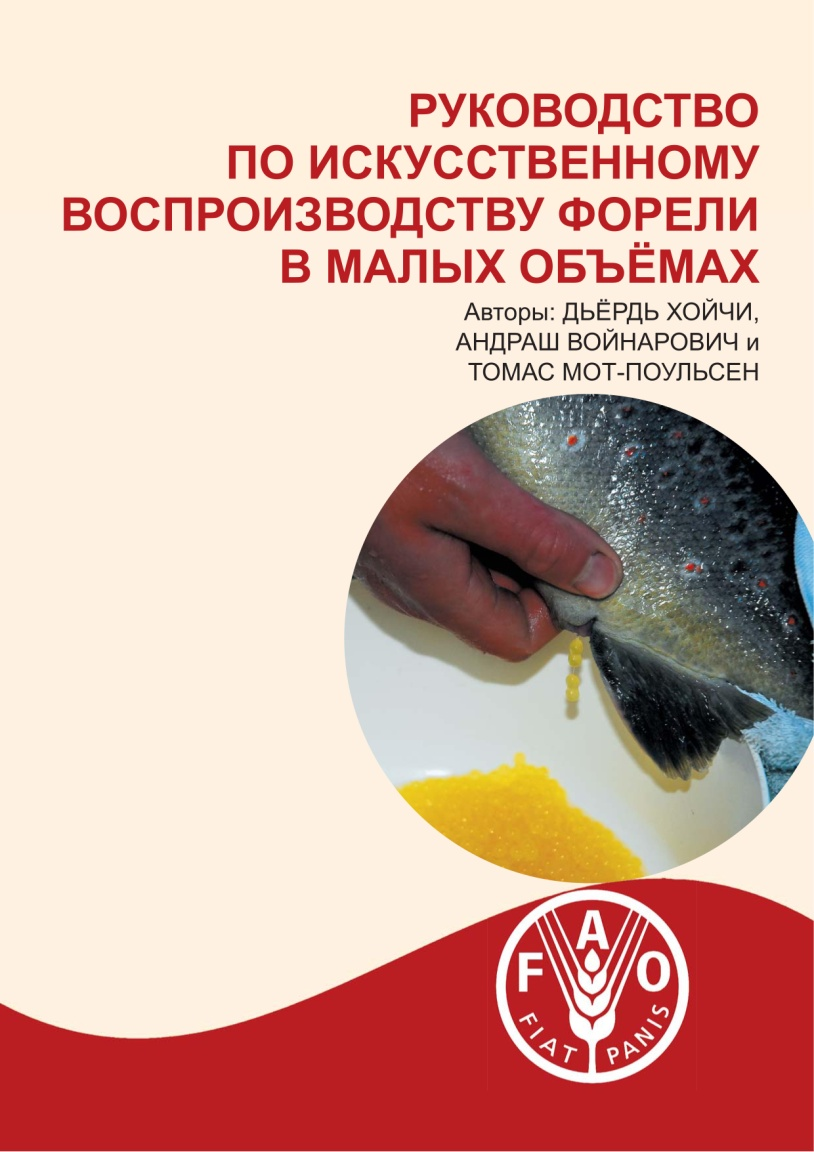 РУКОВОДСТВО
ПО ИСКУССТВЕННОМУ
ВОСПРОИЗВОДСТВУ ФОРЕЛИ
В МАЛЫХ ОБЪЁМАХ
Авторы: ДЬЁРДЬ ХОЙЧИ,
АНДРАШ ВОЙНАРОВИЧ и
ТОМАС МОТ-ПОУЛЬСЕН
F A O
FIAT PANIS